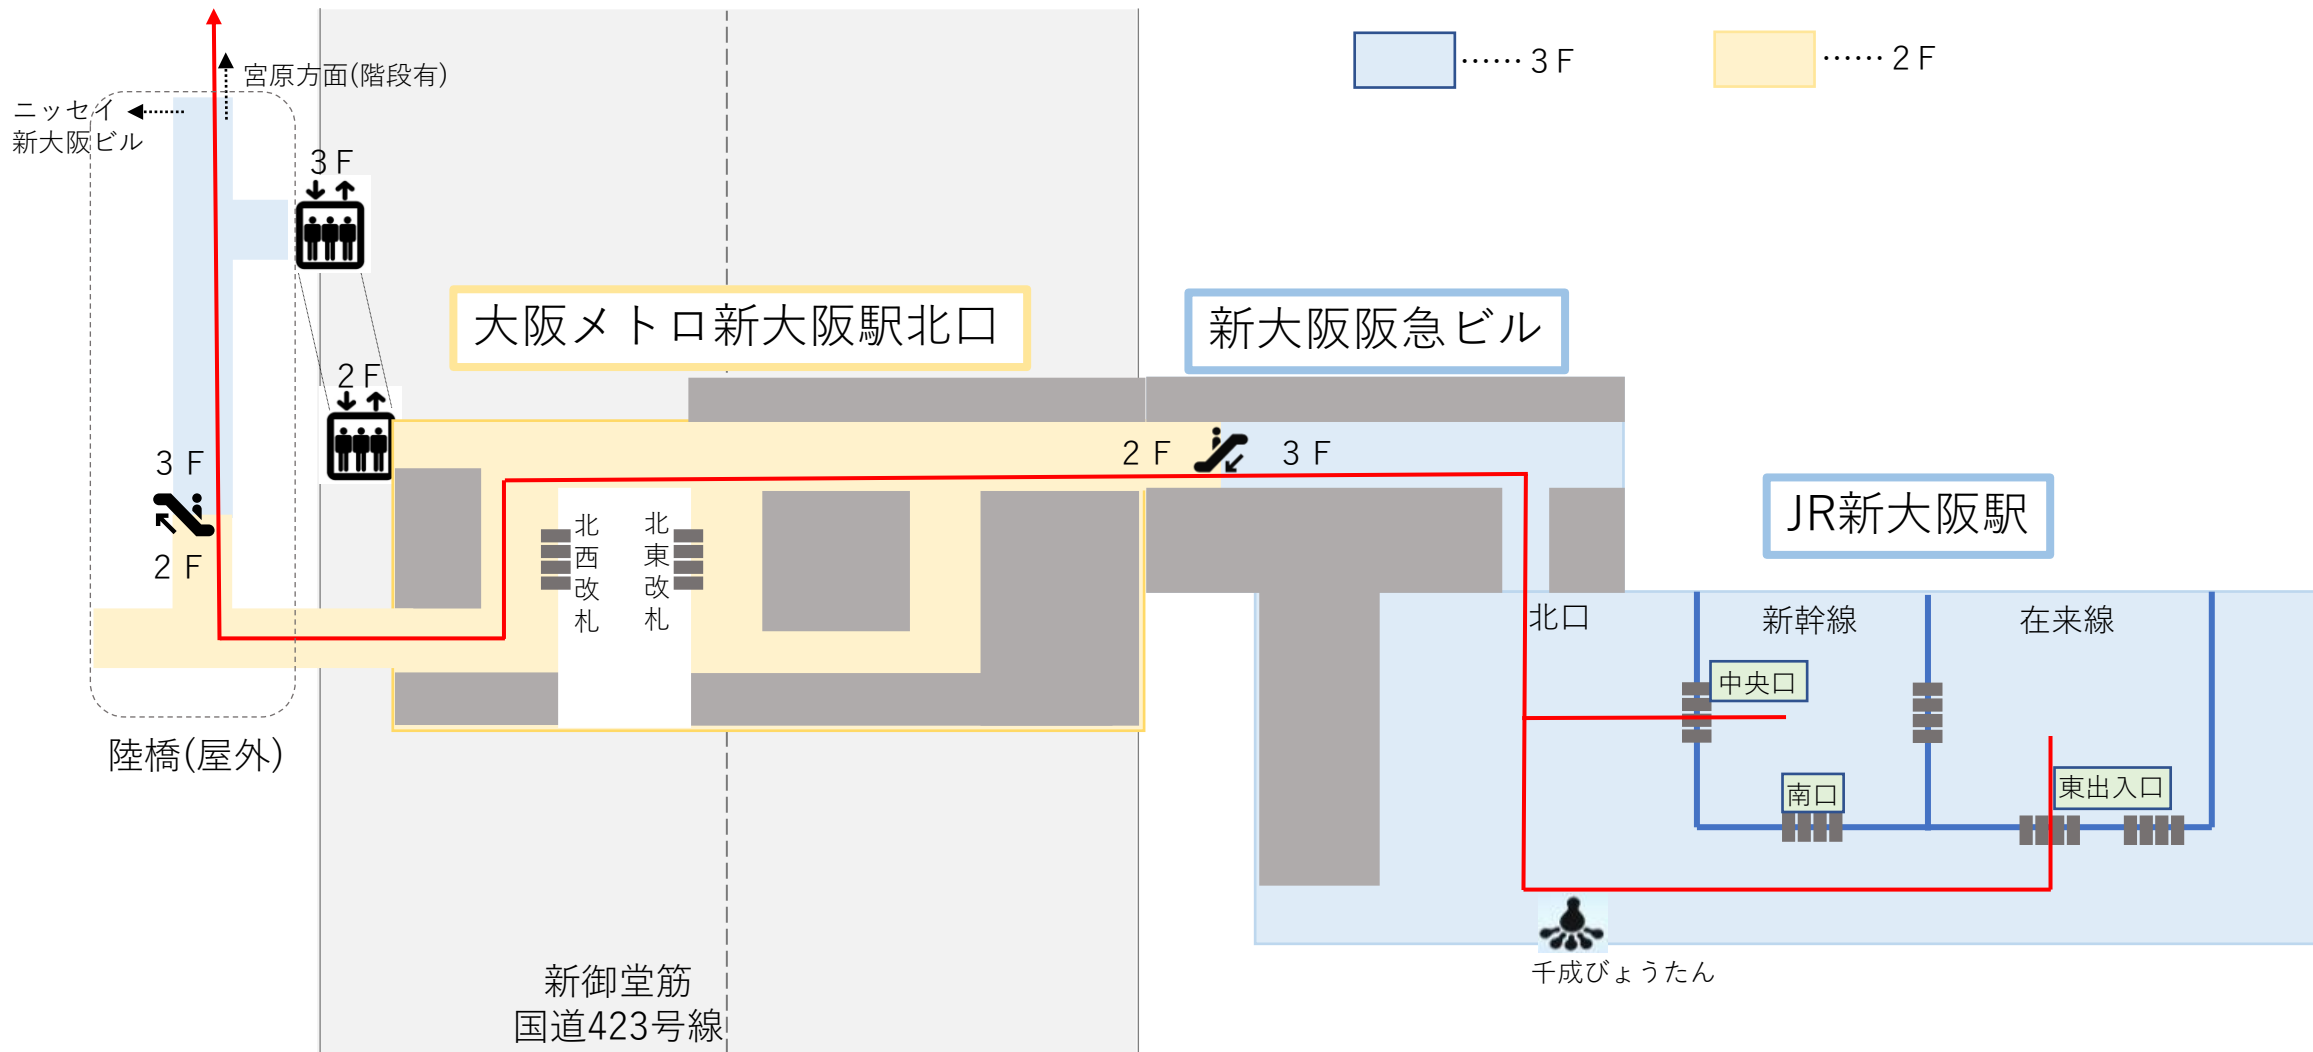 宮原方面(階段有)
ニッセイ
新大阪ビル
……３Ｆ
……２Ｆ
３Ｆ
大阪メトロ新大阪駅北口
新大阪阪急ビル
２Ｆ
２Ｆ
３Ｆ
３Ｆ
２Ｆ
北西改札
北東改札
JR新大阪駅
北口
新幹線
在来線
中央口
南口
東出入口
陸橋(屋外)
千成びょうたん
新御堂筋
国道423号線